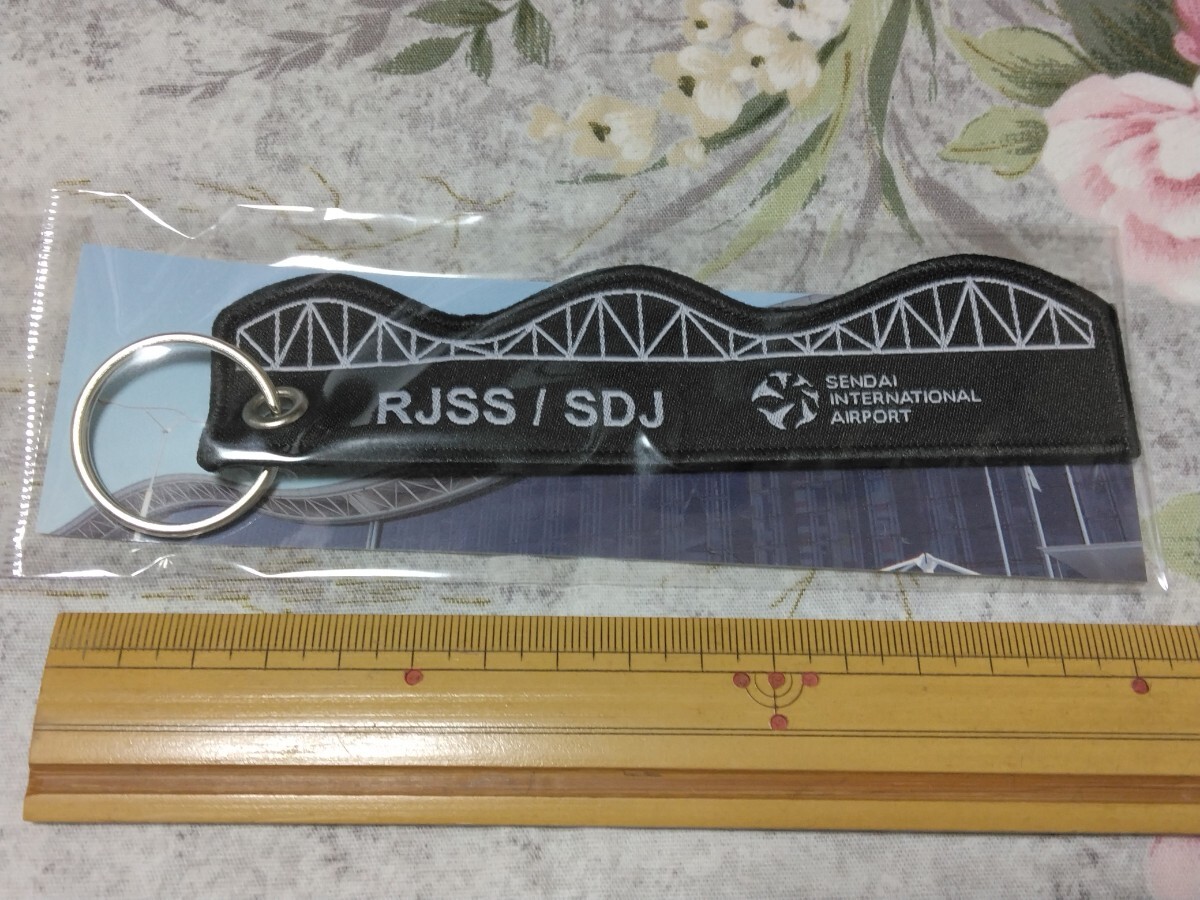 RJSS / SDJ
SENDAI
INTERNATIONAL
AIRPORT